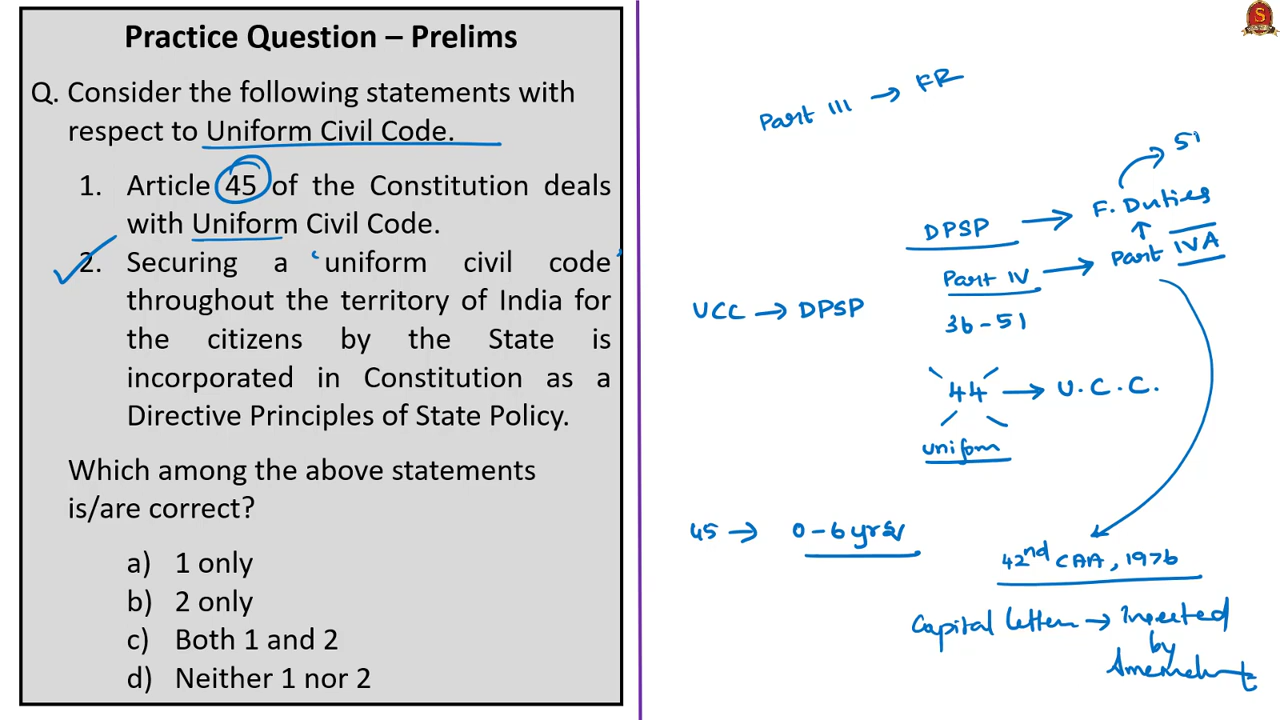 Practice Question – Prelims
Q. Consider the following statements with
respect to Uniform Civil Code.
1. Article 45 of the Constitution deals
with Uniform Civil Code.
2. Securing a ‘uniform civil code’
throughout the territory of India for
the citizens by the State is
incorporated in Constitution as a
Directive Principles of State Policy.
Which among the above statements
is/are correct?
a) 1 only
b) 2 only
c) Both 1 and 2
d) Neither 1 nor 2
Part III → FR
51
DPSP → F. Duties
Part IV → Part IVA
UCC → DPSP
36-51
44 → U.C.C.
uniform
45 → 0-6 yrs
42nd CAA, 1976
Capital letter → Inserted
by